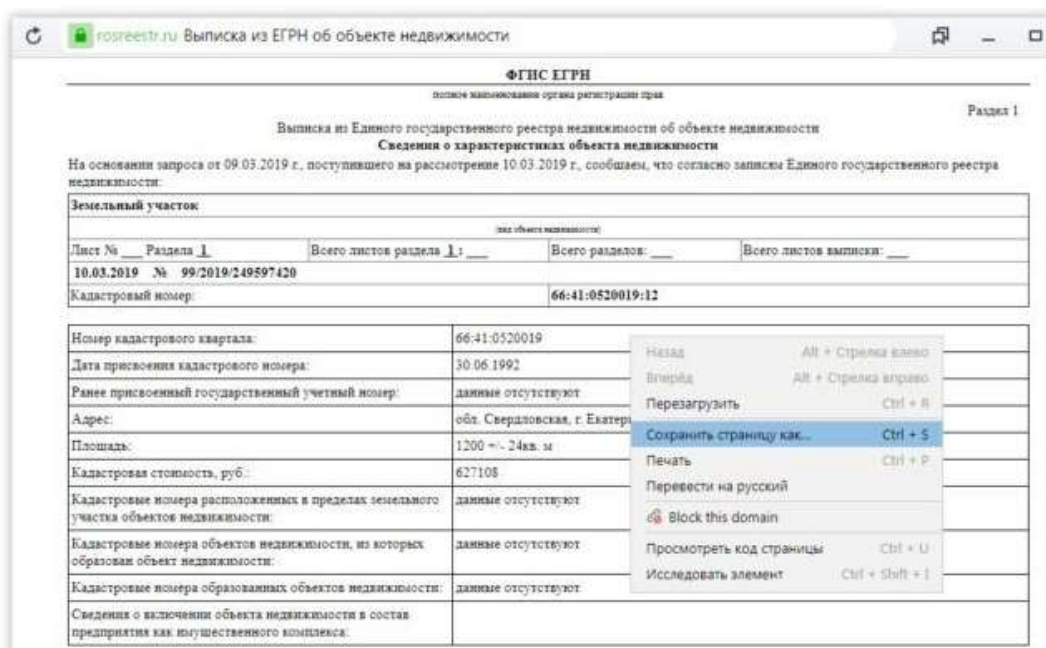 rosreestr.ru Выписка из ЕГРН об объекте недвижимости
ФГИС ЕГРН
полное наименование органа регистрации прав
Раздел 1
Выписка из Единого государственного реестра недвижимости об объекте недвижимости
Сведения о характеристиках объекта недвижимости
На основании запроса от 09.03.2019 г., поступившего на рассмотрение 10.03.2019 г., сообщаем, что согласно записям Единого государственного реестра
недвижимости:
Земельный участок
(вид объекта недвижимости)
Лист № ___ Раздела 1 Всего листов раздела 1: ___ Всего разделов: ___ Всего листов выписки: ___
10.03.2019 № 99/2019/249597420
Кадастровый номер: 66:41:0520019:12
Номер кадастрового квартала: 66:41:0520019
Дата присвоения кадастрового номера: 30.06.1992
Ранее присвоенный государственный учетный номер: данные отсутствуют
Адрес: обл. Свердловская, г. Екатери
Площадь: 1200 +/- 24кв. м
Кадастровая стоимость, руб.: 627108
Кадастровые номера расположенных в пределах земельного данные отсутствуют
участка объектов недвижимости:
Кадастровые номера объектов недвижимости, из которых данные отсутствуют
образован объект недвижимости:
Кадастровые номера образованных объектов недвижимости: данные отсутствуют
Сведения о включении объекта недвижимости в состав
предприятия как имущественного комплекса:
Назад Alt + Стрелка влево
Вперёд Alt + Стрелка вправо
Перезагрузить Ctrl + R
Сохранить страницу как... Ctrl + S
Печать Ctrl + P
Перевести на русский
Block this domain
Просмотреть код страницы Ctrl + U
Исследовать элемент Ctrl + Shift + I